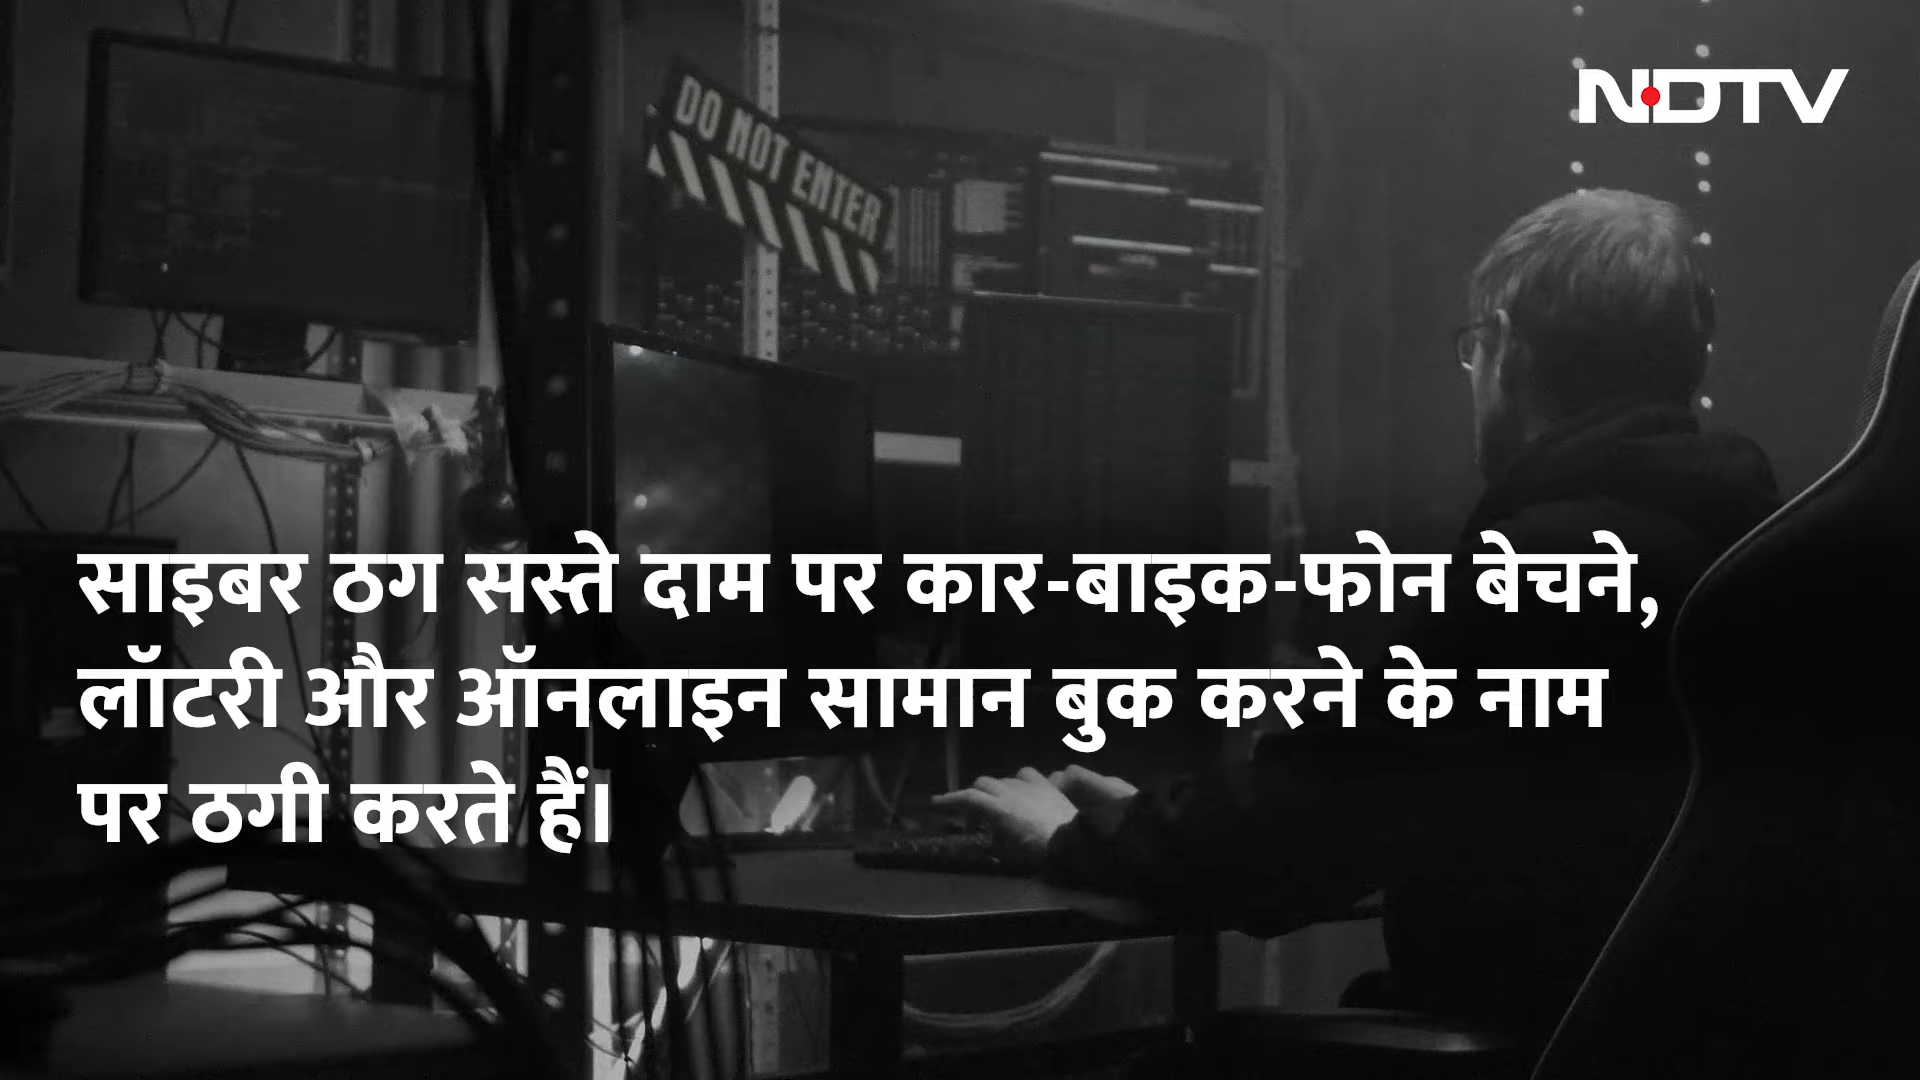 NDTV
DO NOT ENTER
साइबर ठग सस्ते दाम पर कार-बाइक-फोन बेचने,
लॉटरी और ऑनलाइन सामान बुक करने के नाम
पर ठगी करते हैं।